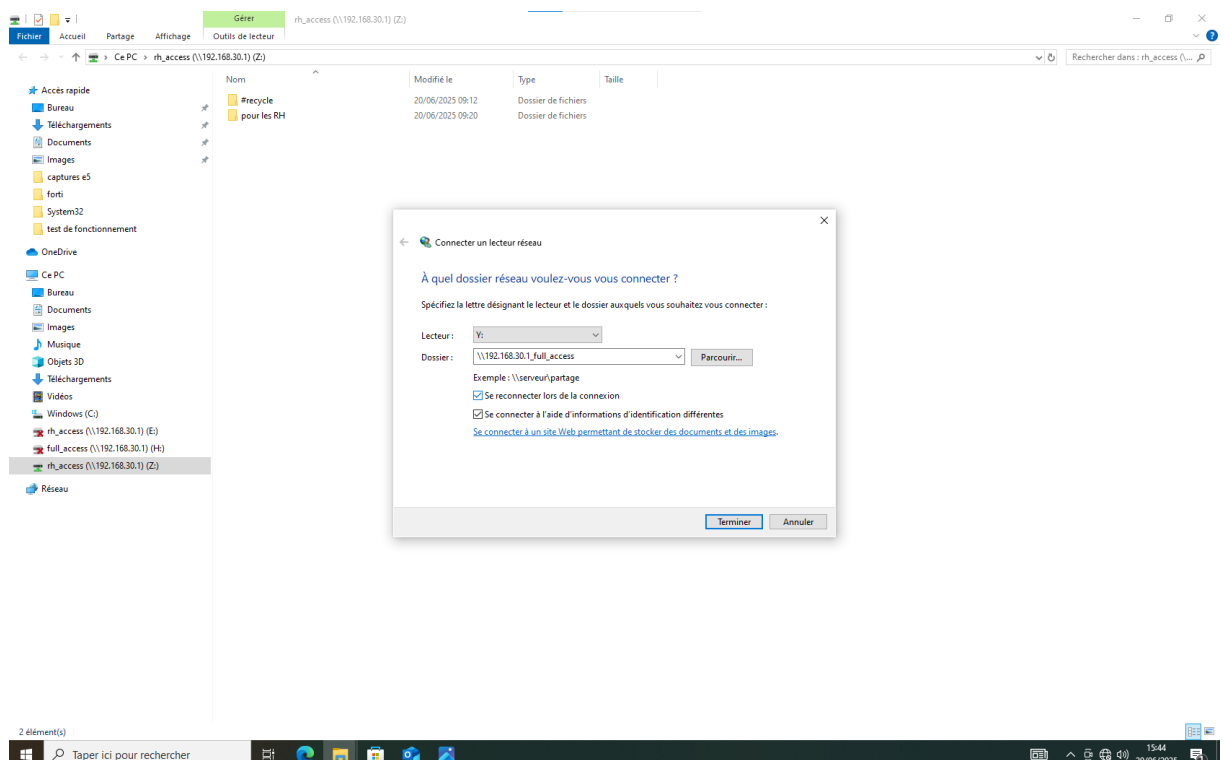 Gérer
rh_access (\\192.168.30.1) (Z:)
Fichier Accueil Partage Affichage Outils de lecteur
Ce PC > rh_access (\\192.168.30.1) (Z:)
Rechercher dans : rh_access (\...
Nom Modifié le Type Taille
#recycle 20/06/2025 09:12 Dossier de fichiers
pour les RH 20/06/2025 09:20 Dossier de fichiers
Accès rapide
Bureau
Téléchargements
Documents
Images
captures e5
forti
System32
test de fonctionnement
OneDrive
Ce PC
Bureau
Documents
Images
Musique
Objets 3D
Téléchargements
Vidéos
Windows (C:)
rh_access (\\192.168.30.1) (E:)
full_access (\\192.168.30.1) (H:)
rh_access (\\192.168.30.1) (Z:)
Réseau
Connecter un lecteur réseau
À quel dossier réseau voulez-vous vous connecter ?
Spécifiez la lettre désignant le lecteur et le dossier auxquels vous souhaitez vous connecter :
Lecteur : Y:
Dossier : \\192.168.30.1_full_access Parcourir...
Exemple : \\serveur\partage
Se reconnecter lors de la connexion
Se connecter à l'aide d'informations d'identification différentes
Se connecter à un site Web permettant de stocker des documents et des images.
Terminer Annuler
2 élément(s)
Taper ici pour rechercher
15:44
20/06/2025